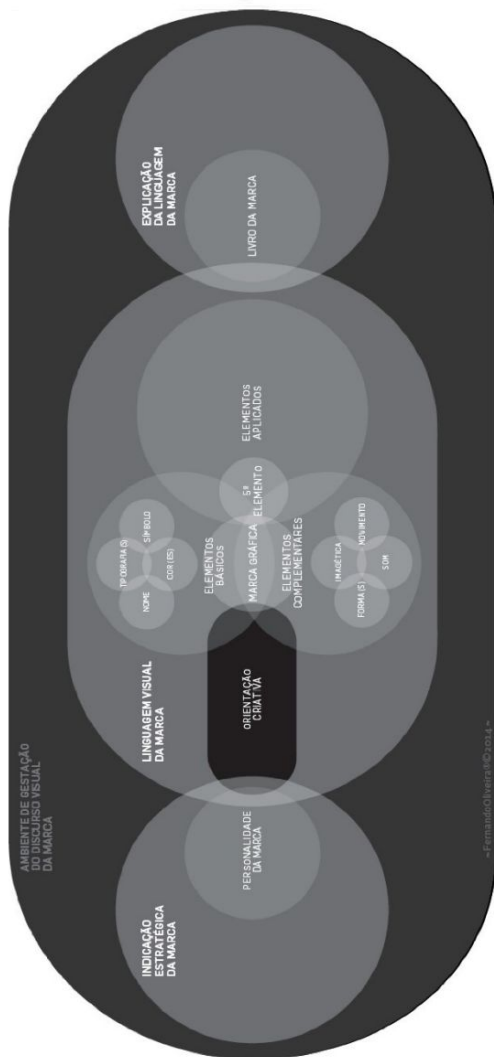 AMBIENTE DE GESTAÇÃO
DO DISCURSO VISUAL
DA MARCA
INDICAÇÃO
ESTRATÉGICA
DA MARCA
PERSONALIDADE
DA MARCA
LINGUAGEM VISUAL
DA MARCA
ORIENTAÇÃO
CRIATIVA
NOME
TIPOGRAFIA (S)
COR (ES)
SÍMBOLO
ELEMENTOS
BÁSICOS
MARCA GRÁFICA
ELEMENTOS
COMPLEMENTARES
FORMA (S)
IMAGÉTICA
SOM
MOVIMENTO
5º
ELEMENTO
ELEMENTOS
APLICADOS
EXPLICAÇÃO
DA LINGUAGEM
DA MARCA
LIVRO DA MARCA
~FernandoOliveira®©2014~